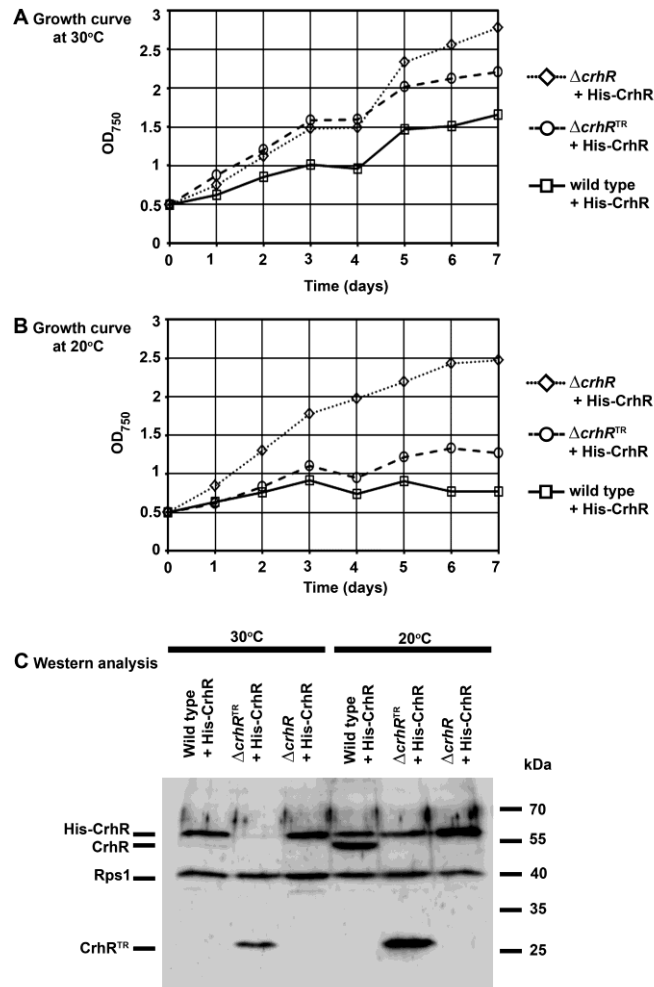 A Growth curve
at 30°C
3
2.5
2
1.5
1
0.5
0
OD750
0 1 2 3 4 5 6 7
Time (days)
ΔcrhR
+ His-CrhR
ΔcrhRTR
+ His-CrhR
wild type
+ His-CrhR
B Growth curve
at 20°C
3
2.5
2
1.5
1
0.5
0
OD750
0 1 2 3 4 5 6 7
Time (days)
ΔcrhR
+ His-CrhR
ΔcrhRTR
+ His-CrhR
wild type
+ His-CrhR
C Western analysis
30°C
20°C
Wild type
+ His-CrhR
ΔcrhRTR
+ His-CrhR
ΔcrhR
+ His-CrhR
Wild type
+ His-CrhR
ΔcrhRTR
+ His-CrhR
ΔcrhR
+ His-CrhR
kDa
His-CrhR
CrhR
Rps1
CrhRTR
70
55
40
35
25